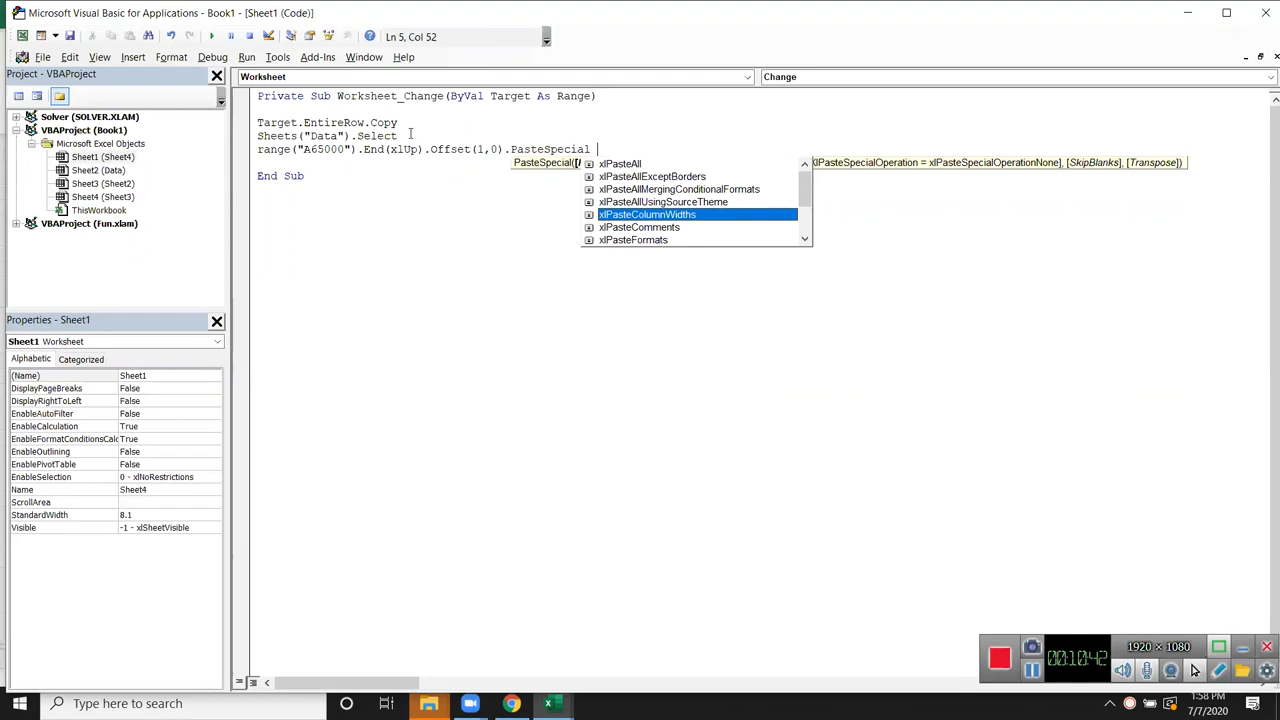 Microsoft Visual Basic for Applications - Book1 - [Sheet1 (Code)]
Ln 5, Col 52
File Edit View Insert Format Debug Run Tools Add-Ins Window Help
Project - VBAProject
Worksheet
Change
Solver (SOLVER.XLAM)
VBAProject (Book1)
Microsoft Excel Objects
Sheet1 (Sheet4)
Sheet2 (Data)
Sheet3 (Sheet2)
Sheet4 (Sheet3)
ThisWorkbook
VBAProject (Fun.xlam)
Private Sub Worksheet_Change(ByVal Target As Range)
Target.EntireRow.Copy
Sheets("Data").Select
range("A65000").End(xlUp).Offset(1,0).PasteSpecial
End Sub
PasteSpecial([
xlPasteSpecialOperation = xlPasteSpecialOperationNone], [SkipBlanks], [Transpose])
xlPasteAll
xlPasteAllExceptBorders
xlPasteAllMergingConditionalFormats
xlPasteAllUsingSourceTheme
xlPasteColumnWidths
xlPasteComments
xlPasteFormats
Properties - Sheet1
Sheet1 Worksheet
Alphabetic Categorized
(Name) Sheet1
DisplayPageBreaks False
DisplayRightToLeft False
EnableAutoFilter False
EnableCalculation True
EnableFormatConditionsCalc True
EnableOutlining False
EnablePivotTable False
EnableSelection 0 - xlNoRestrictions
Name Sheet4
ScrollArea
StandardWidth 8.1
Visible -1 - xlSheetVisible
1920 × 1080
00:10:42
Type here to search
1:58 PM
7/7/2020